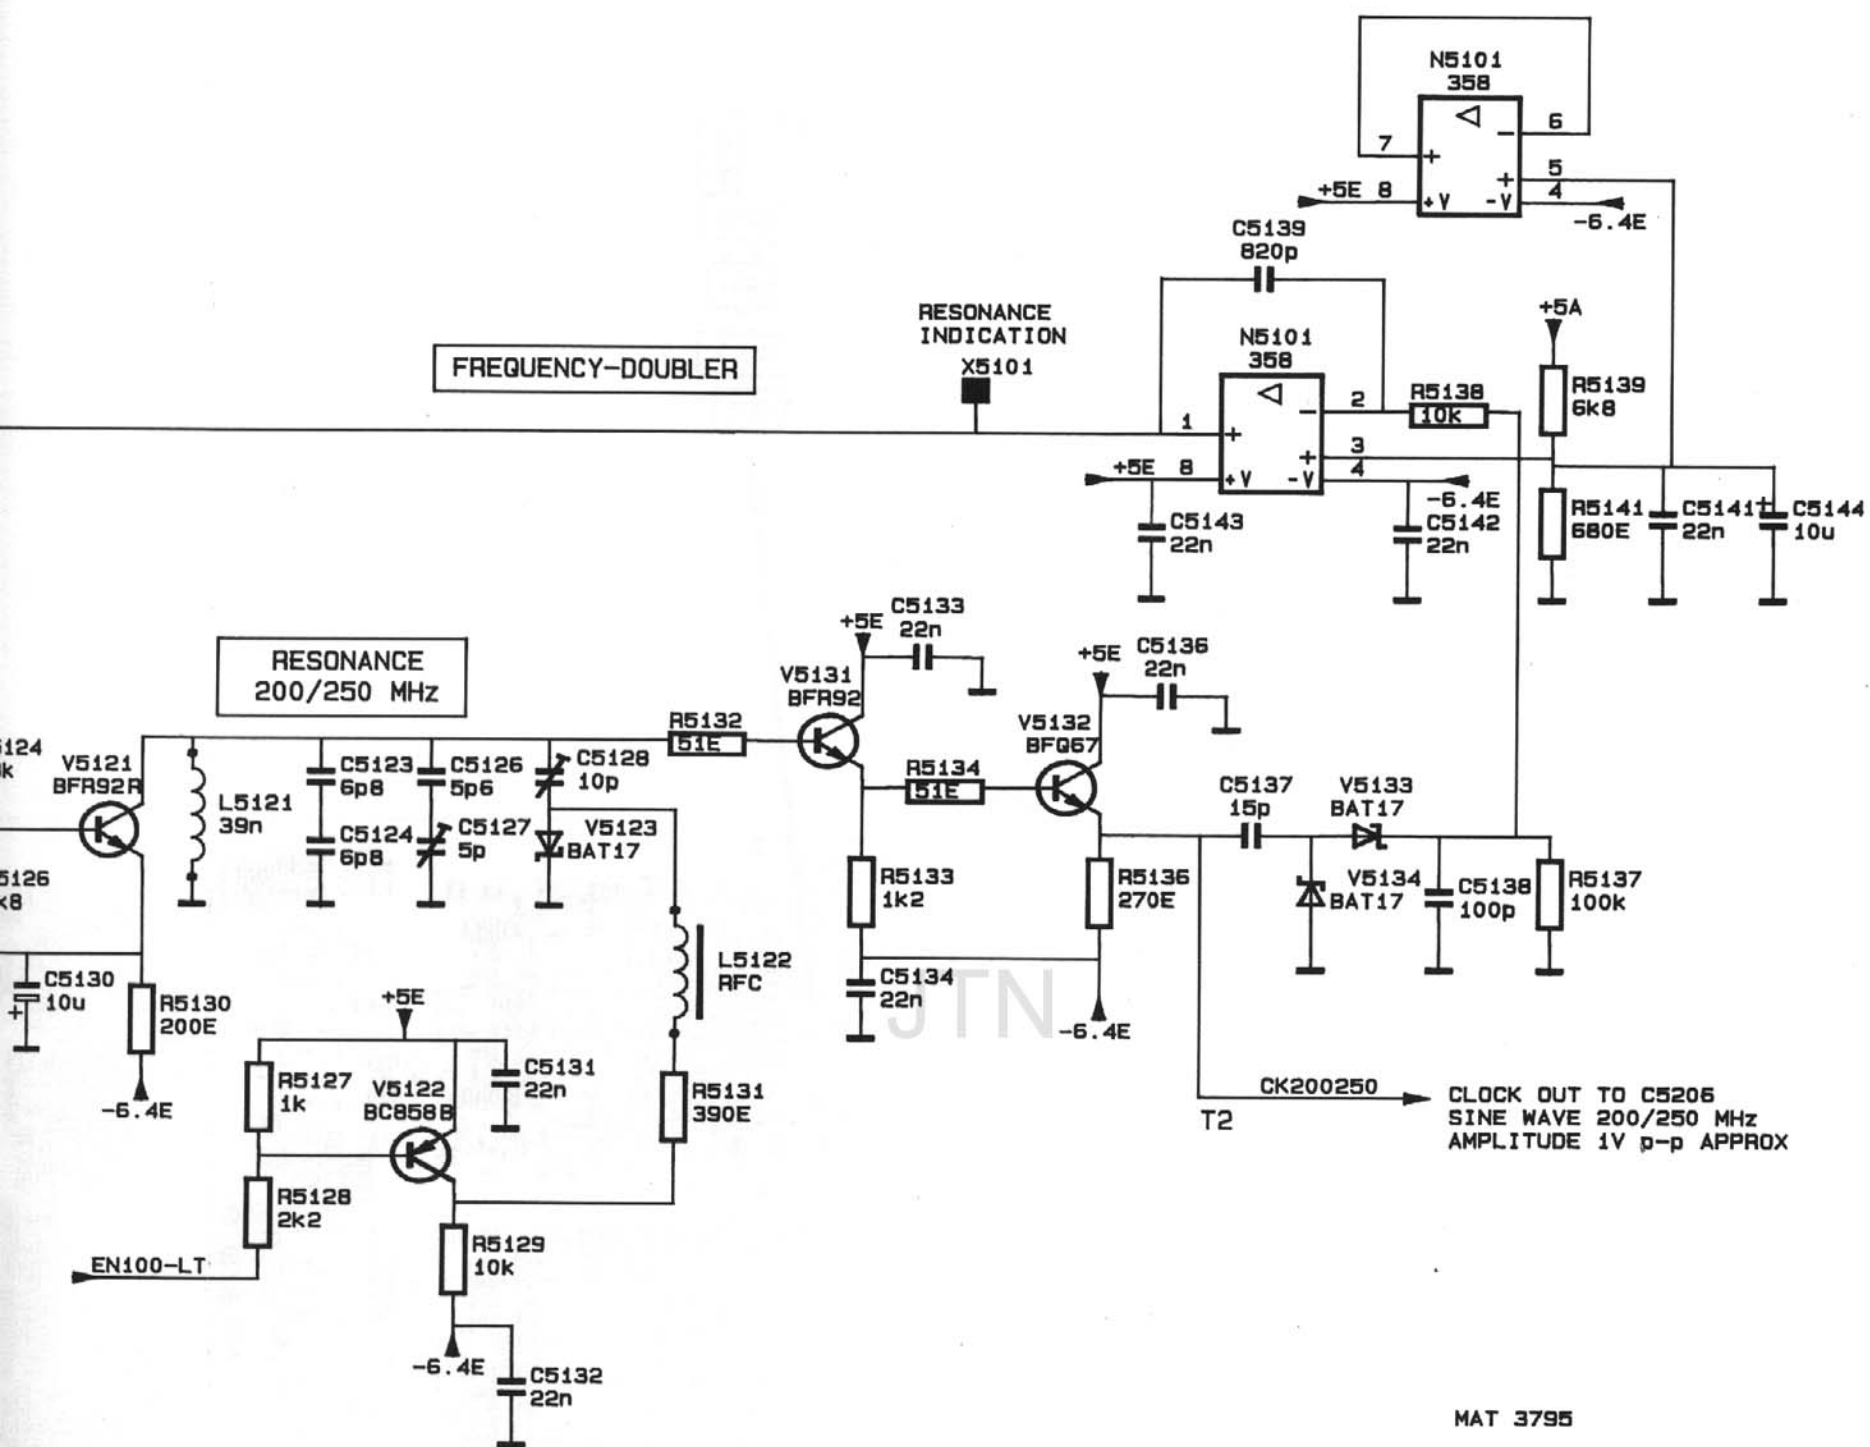 N5101
358
7
6
5
4
+5E 8
+V
-V
-6.4E
C5139
820p
RESONANCE
INDICATION
X5101
FREQUENCY-DOUBLER
N5101
358
1
2
3
4
+5E 8
+V
-V
-6.4E
R5138
10k
+5A
R5139
6k8
R5141
680E
C5141
22n
C5144
10u
C5143
22n
C5142
22n
RESONANCE
200/250 MHz
+5E
C5133
22n
V5131
BFR92
+5E
C5136
22n
V5132
BFQ67
R5132
51E
R5134
51E
5124
k
V5121
BFR92R
L5121
39n
C5123
6p8
C5124
6p8
C5126
5p6
C5127
5p
C5128
10p
V5123
BAT17
C5137
15p
V5133
BAT17
V5134
BAT17
C5138
100p
R5137
100k
R5133
1k2
R5136
270E
5126
k8
C5130
10u
R5130
200E
-6.4E
C5134
22n
-6.4E
JTN
L5122
RFC
+5E
R5127
1k
V5122
BC858B
C5131
22n
R5131
390E
CK200250
T2
CLOCK OUT TO C5206
SINE WAVE 200/250 MHz
AMPLITUDE 1V p-p APPROX
R5128
2k2
EN100-LT
R5129
10k
-6.4E
C5132
22n
MAT 3795